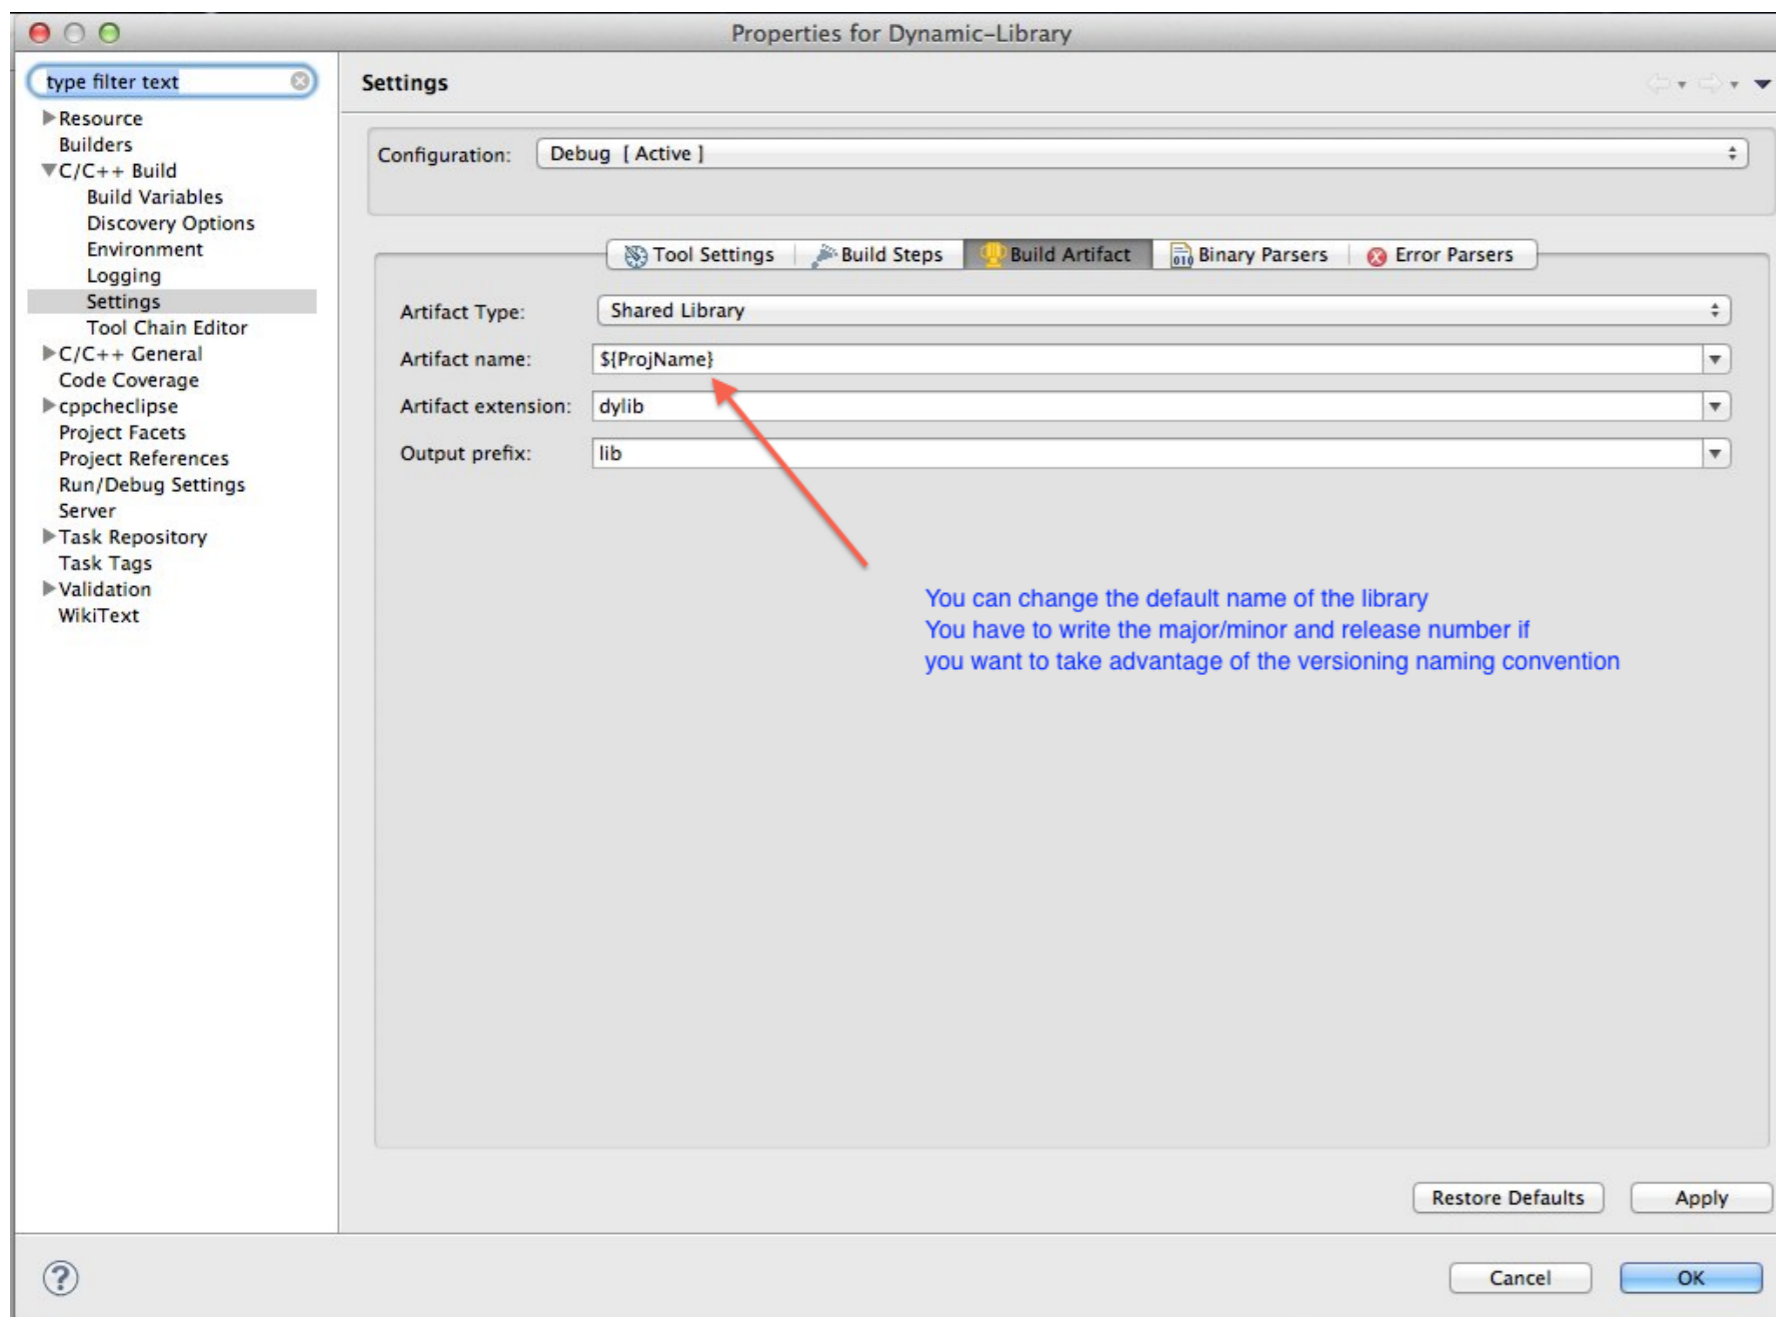 Properties for Dynamic-Library
type filter text
Resource
Builders
C/C++ Build
Build Variables
Discovery Options
Environment
Logging
Settings
Tool Chain Editor
C/C++ General
Code Coverage
cppcheclipse
Project Facets
Project References
Run/Debug Settings
Server
Task Repository
Task Tags
Validation
WikiText
Settings
Configuration: Debug [ Active ]
Tool Settings Build Steps Build Artifact 010 Binary Parsers Error Parsers
Artifact Type: Shared Library
Artifact name: ${ProjName}
Artifact extension: dylib
Output prefix: lib
You can change the default name of the library
You have to write the major/minor and release number if
you want to take advantage of the versioning naming convention
Restore Defaults Apply
? Cancel OK